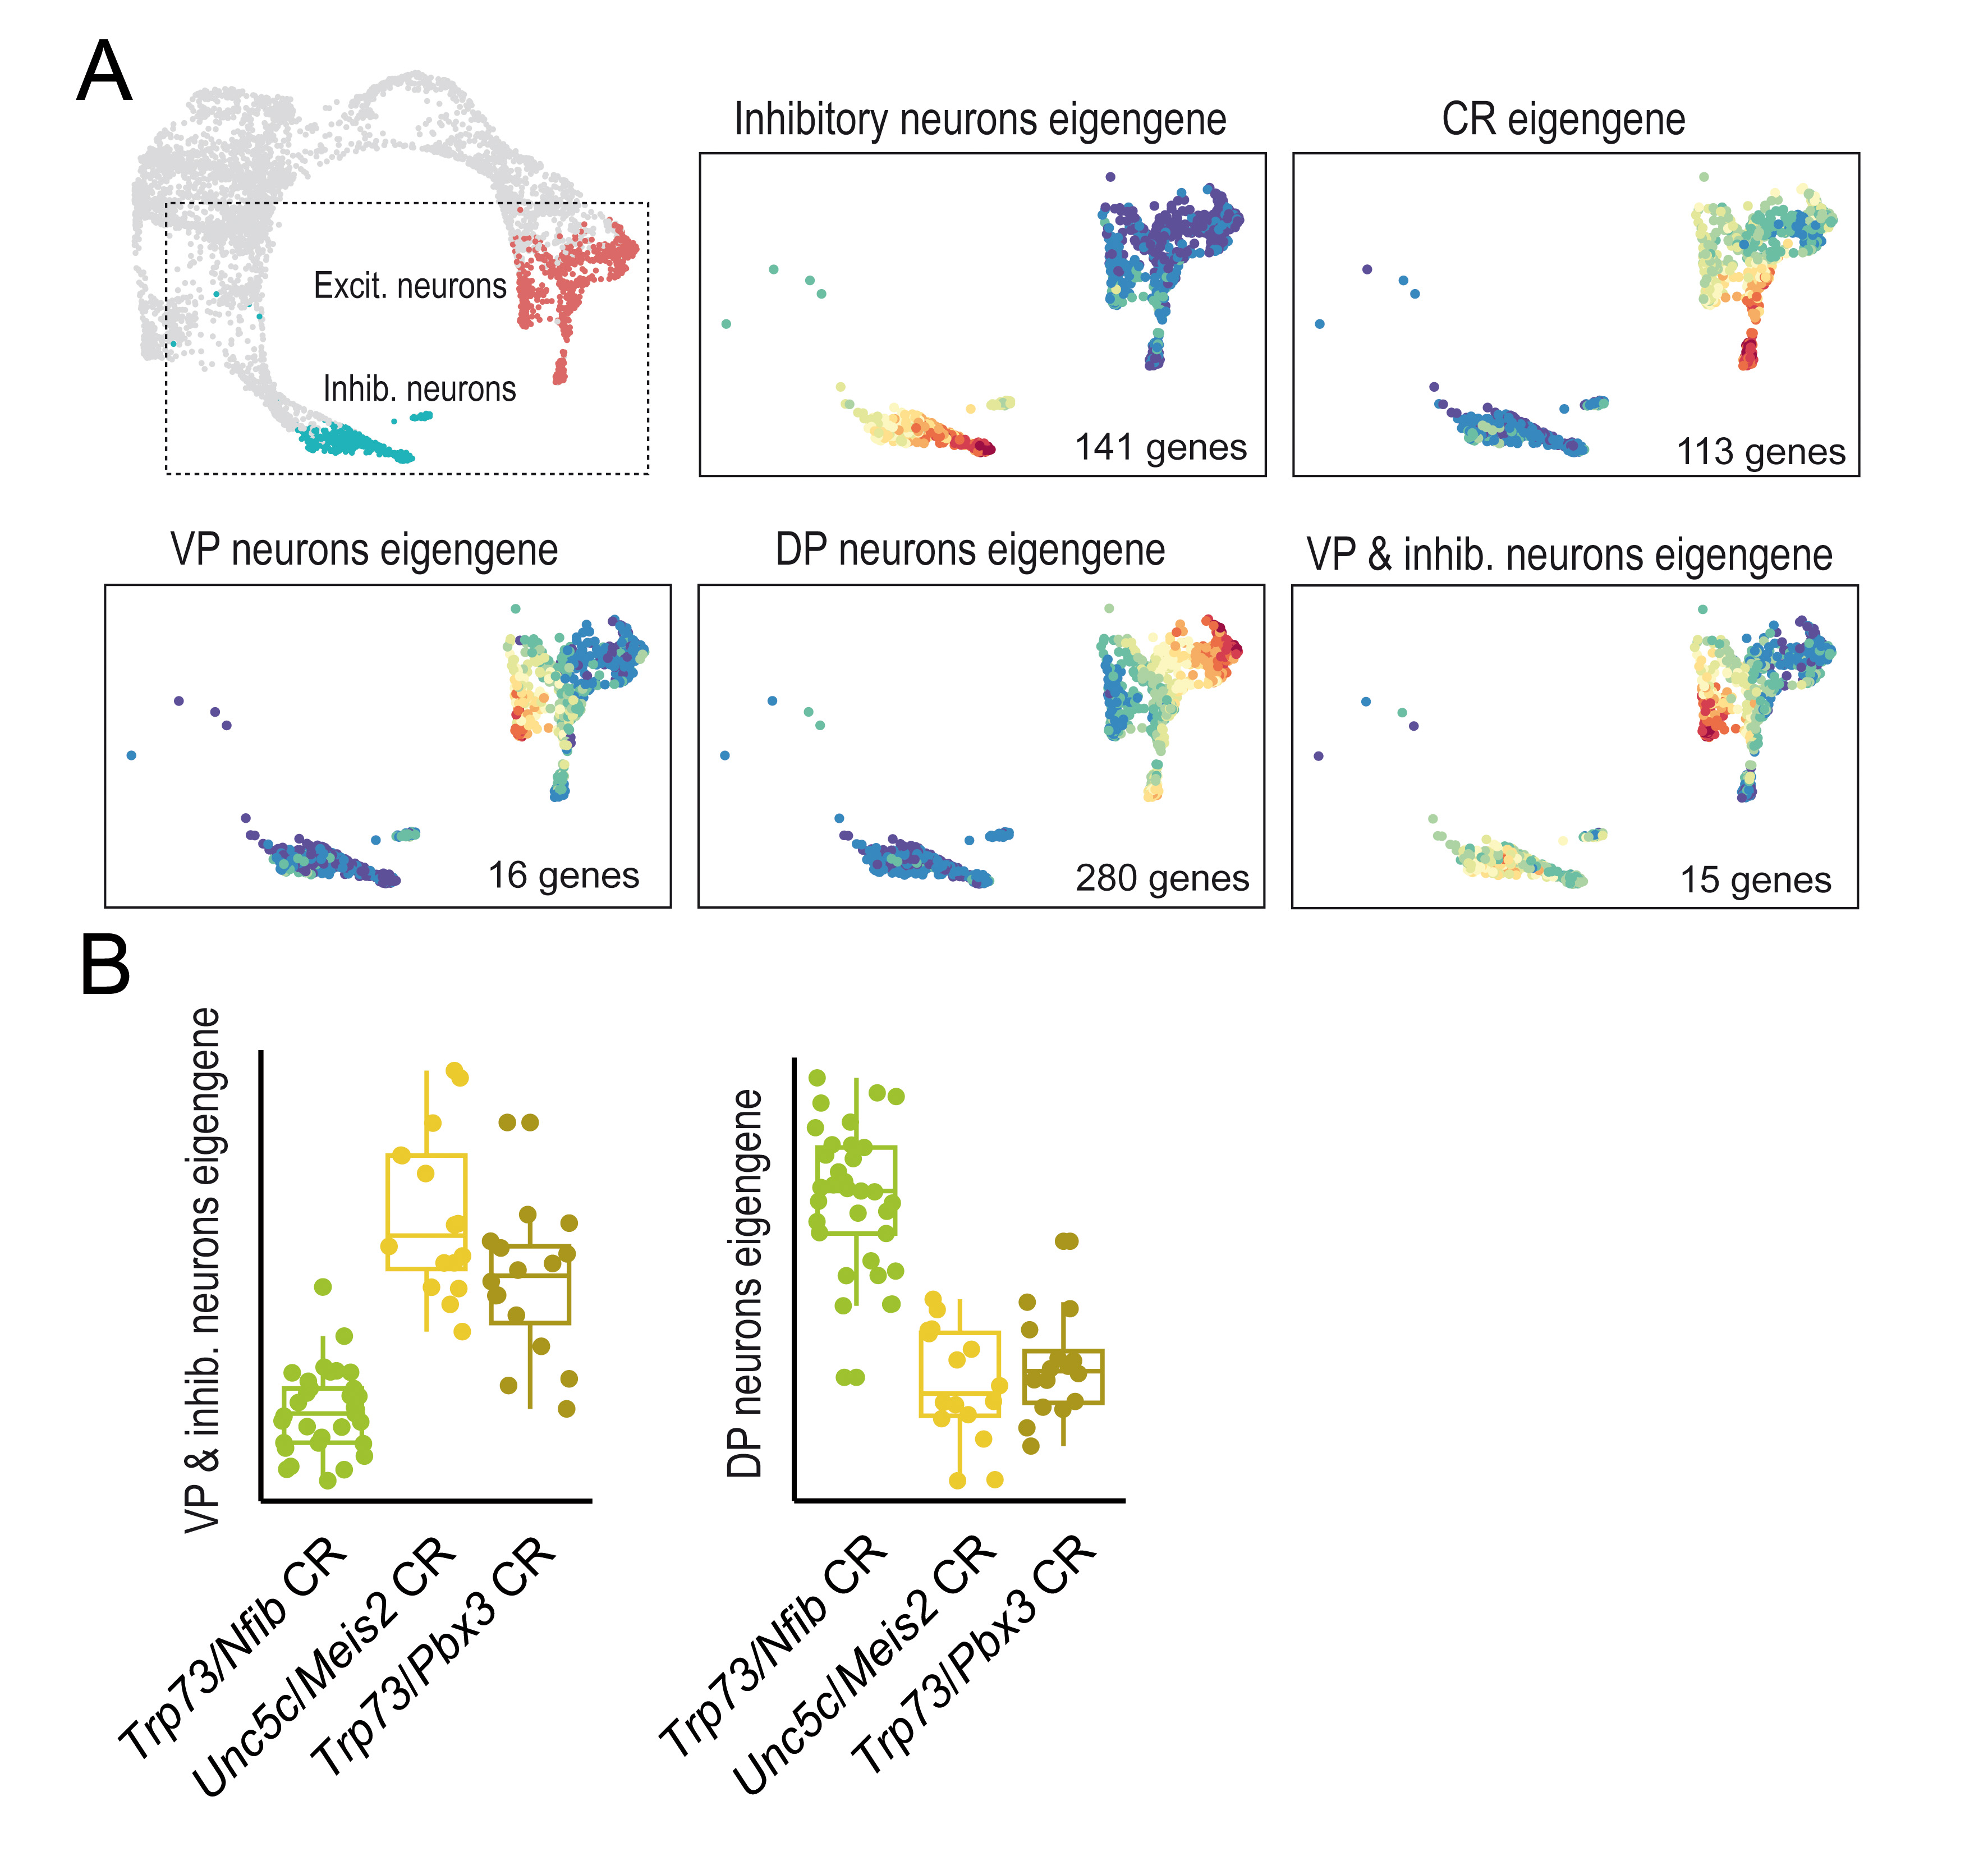 A
Inhibitory neurons eigengene
CR eigengene
Excit. neurons
Inhib. neurons
141 genes
113 genes
VP neurons eigengene
DP neurons eigengene
VP & inhib. neurons eigengene
16 genes
280 genes
15 genes
B
VP & inhib. neurons eigengene
DP neurons eigengene
Trp73/Nfib CR
Unc5c/Meis2 CR
Trp73/Pbx3 CR
Trp73/Nfib CR
Unc5c/Meis2 CR
Trp73/Pbx3 CR